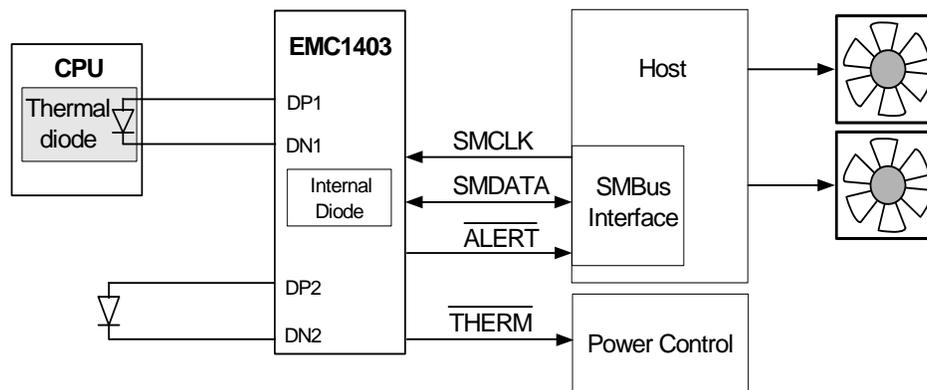 CPU
Thermal
diode
EMC1403
DP1
DN1
Internal
Diode
DP2
DN2
SMCLK
SMDATA
ALERT
THERM
Host
SMBus
Interface
Power Control